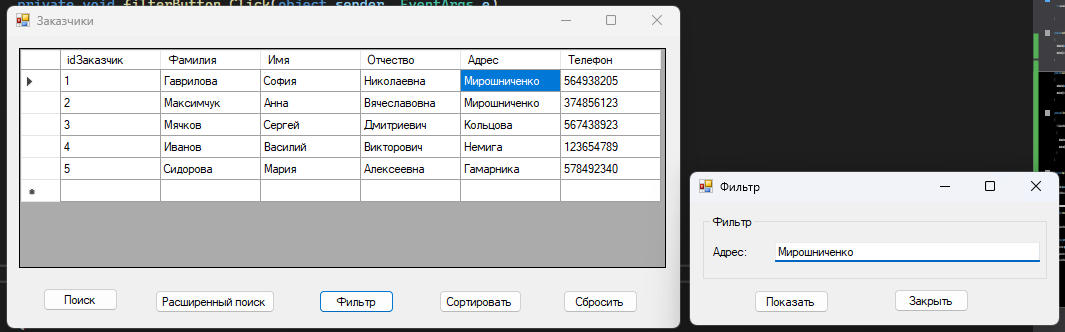 private void filterButton_Click(object sender, EventArgs e)
Заказчики
idЗаказчик Фамилия Имя Отчество Адрес Телефон
1 Гаврилова София Николаевна Мирошниченко 564938205
2 Максимчук Анна Вячеславовна Мирошниченко 374856123
3 Мячков Сергей Дмитриевич Кольцова 567438923
4 Иванов Василий Викторович Немига 123654789
5 Сидорова Мария Алексеевна Гамарника 578492340
Поиск Расширенный поиск Фильтр Сортировать Сбросить
Фильтр
Фильтр
Адрес: Мирошниченко
Показать Закрыть